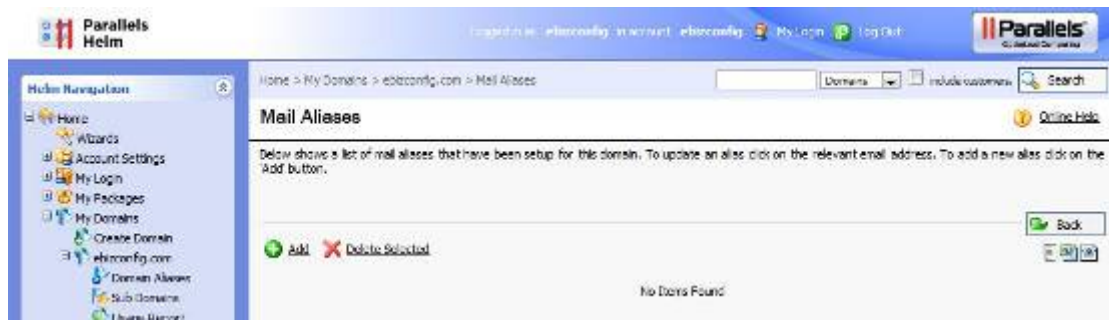 Parallels
Helm
Logged in as: ebizconfig in account: ebizconfig My Login Log Out
Parallels
Home > My Domains > ebizconfig.com > Mail Aliases
Domains
include customers
Search
Helm Navigation
Home
Wizards
Account Settings
My Login
My Packages
My Domains
Create Domain
ebizconfig.com
Domain Aliases
Sub Domains
Usage Report
Mail Aliases
Online Help
Below shows a list of mail aliases that have been setup for this domain. To update an alias click on the relevant email address. To add a new alias click on the
'Add' button.
Back
Add
Delete Selected
No Items Found